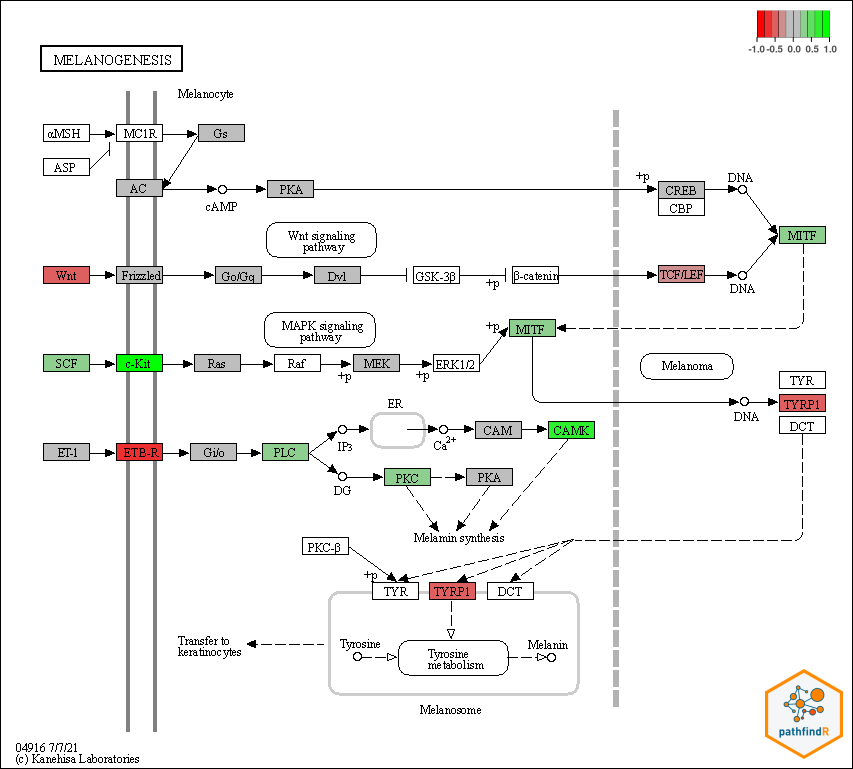 -1.0 -0.5 0.0 0.5 1.0
MELANOGENESIS
Melanocyte
αMSH
MC1R
Gs
ASP
AC
cAMP
PKA
+p
CREB
CBP
DNA
MITF
Wnt signaling
pathway
Wnt
Frizzled
Go/Gq
Dvl
GSK-3β
+p
β-catenin
TCF/LEF
DNA
MAPK signaling
pathway
+p
MITF
SCF
c-Kit
Ras
Raf
+p
MEK
+p
ERK1/2
Melanoma
TYR
TYRP1
DCT
DNA
ER
ET-1
ETB-R
Gi/o
PLC
IP3
Ca2+
CAM
CAMK
DG
PKC
PKA
Melamin synthesis
PKC-β
+p
TYR
TYRP1
DCT
Transfer to
keratinocytes
Tyrosine
Tyrosine
metabolism
Melanin
Melanosome
pathfindR
04916 7/7/21
(c) Kanehisa Laboratories